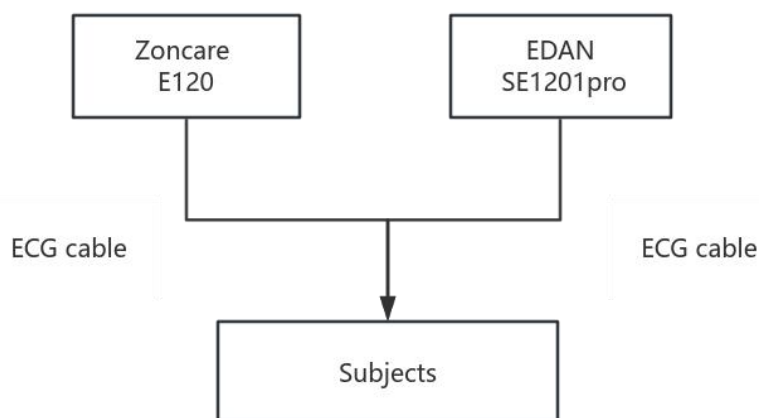 Zoncare
E120
EDAN
SE1201pro
ECG cable
ECG cable
Subjects